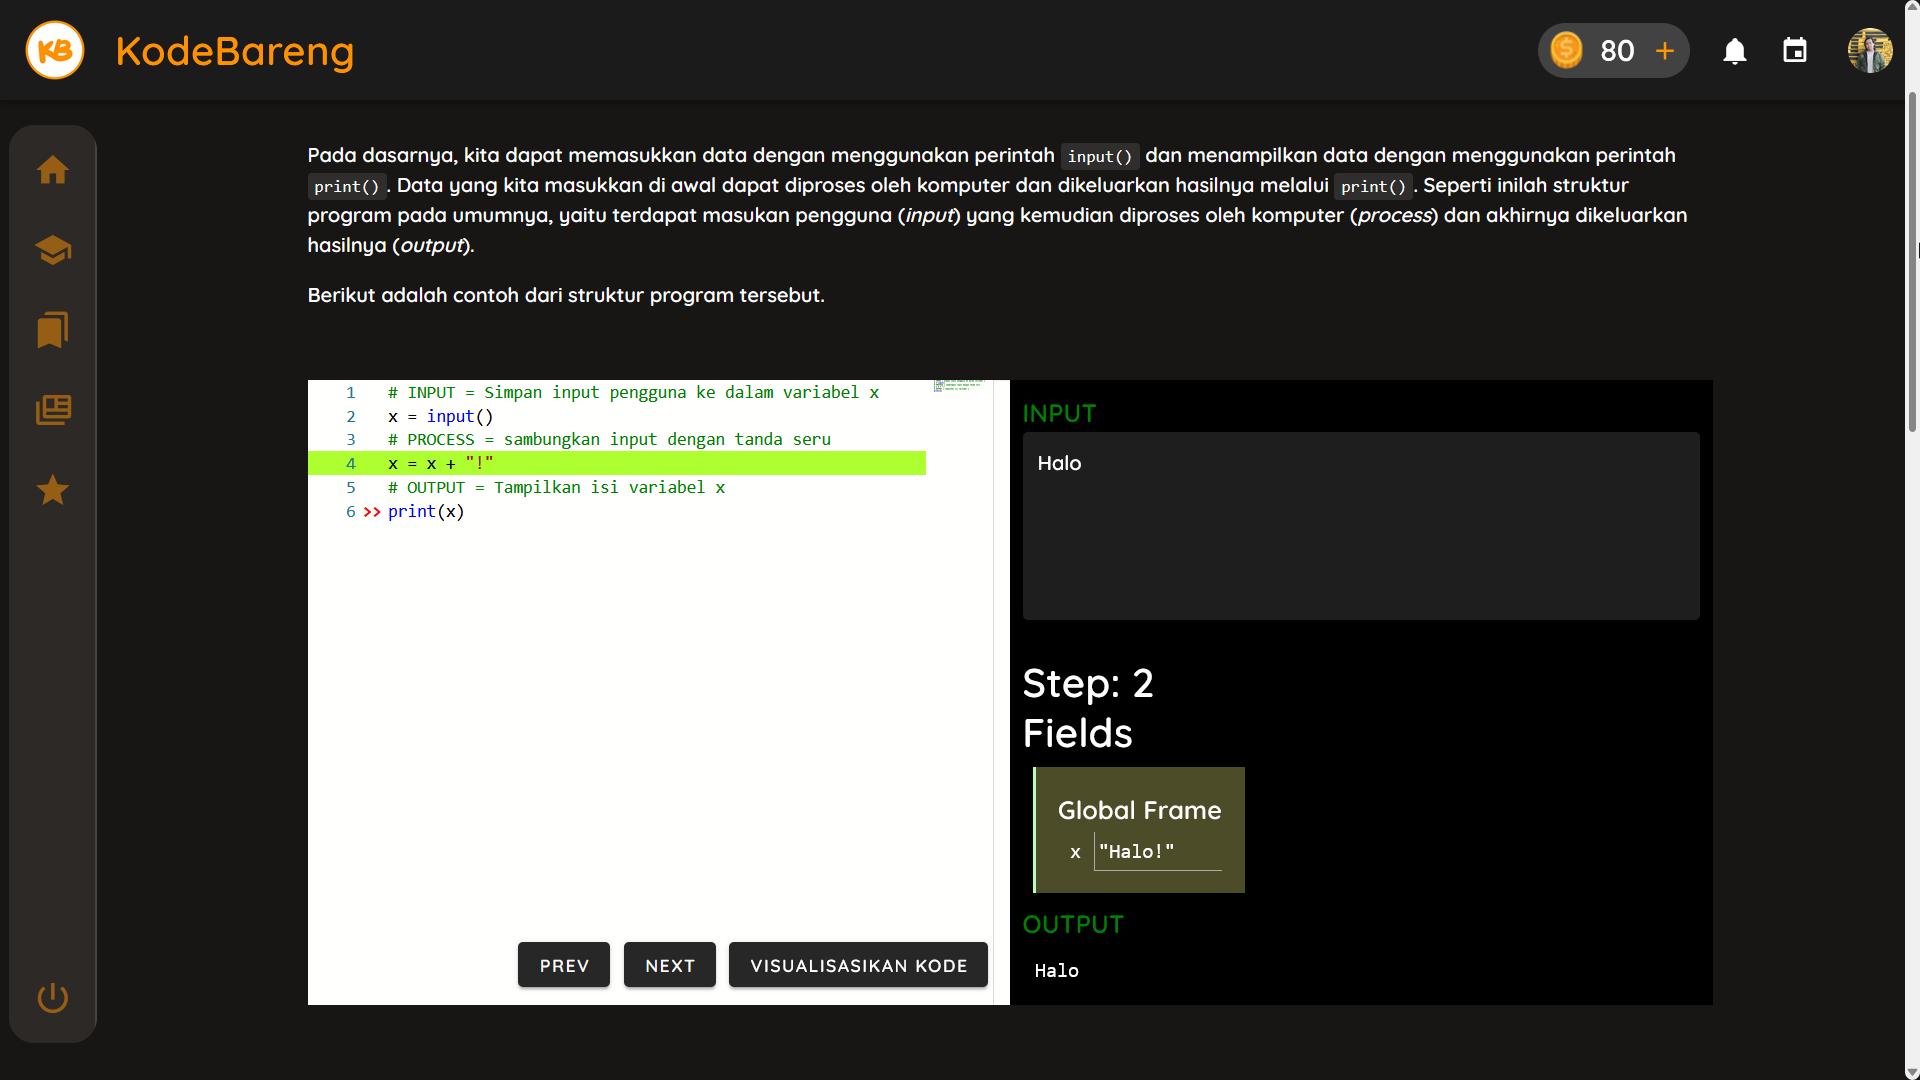 KB KodeBareng 80 +
Pada dasarnya, kita dapat memasukkan data dengan menggunakan perintah input() dan menampilkan data dengan menggunakan perintah
print(). Data yang kita masukkan di awal dapat diproses oleh komputer dan dikeluarkan hasilnya melalui print(). Seperti inilah struktur
program pada umumnya, yaitu terdapat masukan pengguna (input) yang kemudian diproses oleh komputer (process) dan akhirnya dikeluarkan
hasilnya (output).
Berikut adalah contoh dari struktur program tersebut.
1 # INPUT = Simpan input pengguna ke dalam variabel x
2 x = input()
3 # PROCESS = sambungkan input dengan tanda seru
4 x = x + "!"
5 # OUTPUT = Tampilkan isi variabel x
6 >> print(x)
PREV NEXT VISUALISASIKAN KODE
INPUT
Halo
Step: 2
Fields
Global Frame
x "Halo!"
OUTPUT
Halo